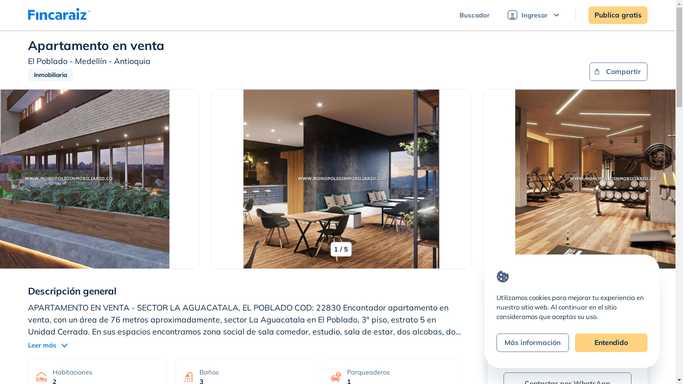 Fincaraiz
Buscador
Ingresar
Publica gratis
Apartamento en venta
El Poblado - Medellín - Antioquia
Inmobiliaria
Compartir
WWW.MONOPOLIOINMOBILIARIO.CO
WWW.MONOPOLIOINMOBILIARIO.CO
1 / 5
Descripción general
APARTAMENTO EN VENTA - SECTOR LA AGUACATALA, EL POBLADO COD: 22830 Encantador apartamento en
venta, con un área de 76 metros aproximadamente, sector La Aguacatala en El Poblado, 3° piso, estrato 5 en
Unidad Cerrada. En sus espacios encontramos zona social de sala comedor, estudio, sala de estar, dos alcobas, do...
Leer más
Habitaciones
2
Baños
3
Parqueaderos
1
Utilizamos cookies para mejorar tu experiencia en
nuestro sitio web. Al continuar en el sitio
consideramos que aceptas su uso.
Más información
Entendido
Contactar por WhatsApp